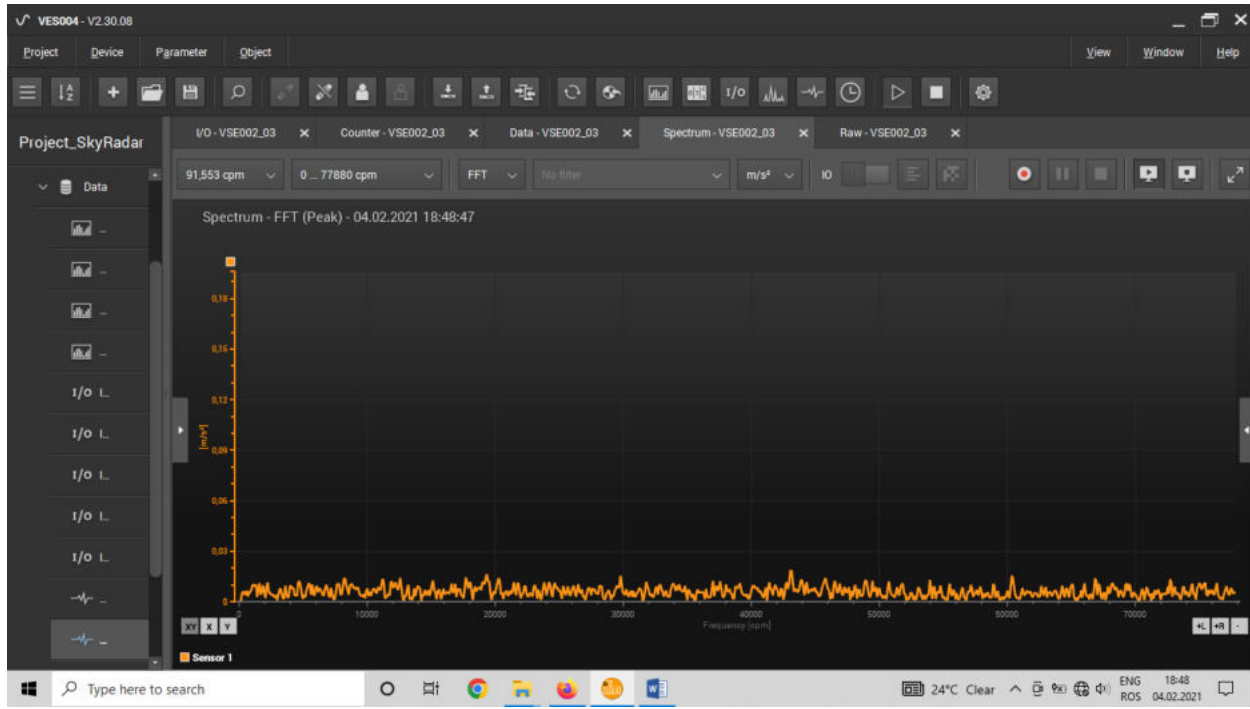 VES004 - V2.30.08
Project Device Parameter Object View Window Help
I/O
Project_SkyRadar
I/O - VSE002_03 Counter - VSE002_03 Data - VSE002_03 Spectrum - VSE002_03 Raw - VSE002_03
Data
91,553 cpm 0 ... 77880 cpm FFT No filter m/s² IO
Spectrum - FFT (Peak) - 04.02.2021 18:48:47
0,18
0,15
0,12
[m/s²]
0,09
0,06
0,03
0
I/O I...
I/O I...
I/O I...
I/O I...
I/O I...
0 10000 20000 30000 40000 50000 60000 70000
Frequency [cpm]
XY X Y +L +R -
Sensor 1
Type here to search
24°C Clear
ENG
ROS
18:48
04.02.2021